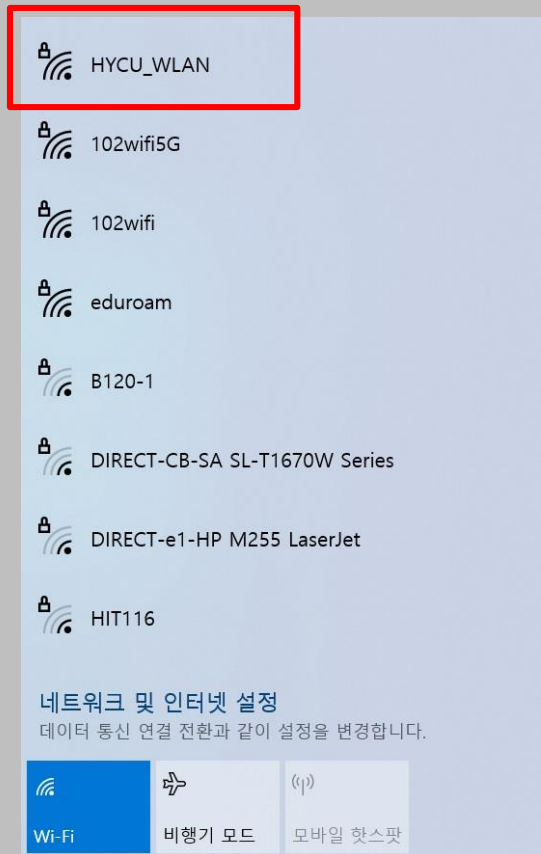 HYCU_WLAN
102wifi5G
102wifi
eduroam
B120-1
DIRECT-CB-SA SL-T1670W Series
DIRECT-e1-HP M255 LaserJet
HIT116
네트워크 및 인터넷 설정
데이터 통신 연결 전환과 같이 설정을 변경합니다.
Wi-Fi 비행기 모드 모바일 핫스팟